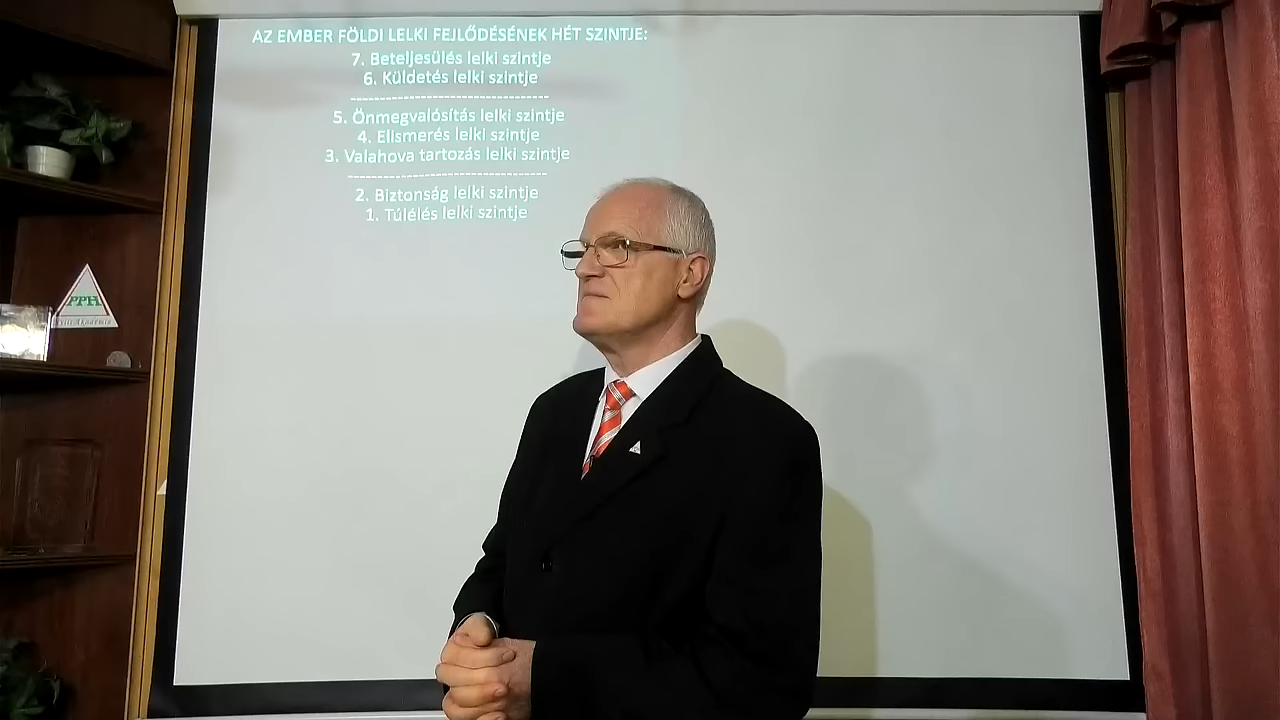 AZ EMBER FÖLDI LELKI FEJLŐDÉSÉNEK HÉT SZINTJE:
7. Beteljesülés lelki szintje
6. Küldetés lelki szintje
----------------------------------
5. Önmegvalósítás lelki szintje
4. Elismerés lelki szintje
3. Valahova tartozás lelki szintje
----------------------------------
2. Biztonság lelki szintje
1. Túlélés lelki szintje
PPH
Akadémia